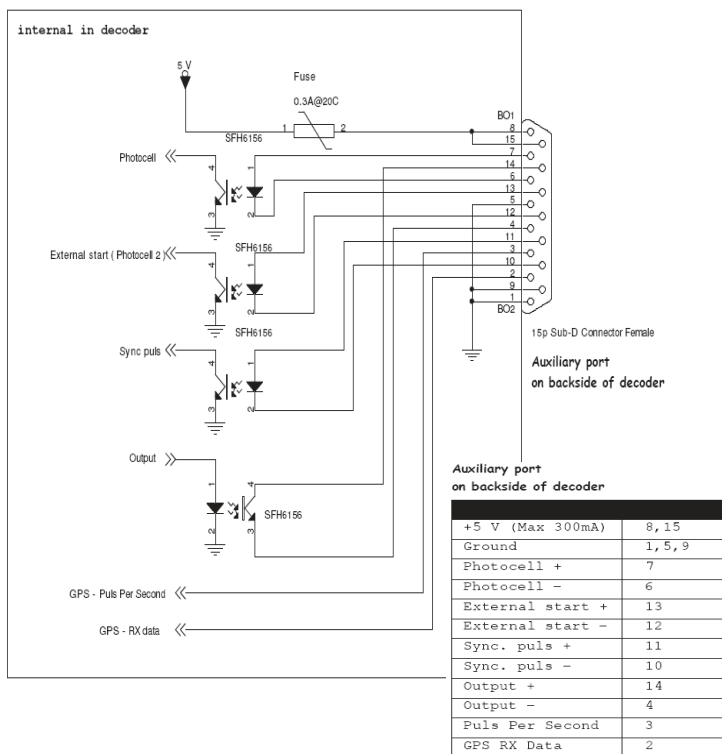 internal in decoder
5 V
Fuse
0.3A@20C
1 2
SFH6156
BO1
8
15
7
14
6
13
5
12
4
11
3
10
2
9
1
BO2
Photocell
4
3
1
2
SFH6156
External start ( Photocell 2 )
4
3
1
2
SFH6156
Sync puls
4
3
1
2
Output
1
2
4
3
SFH6156
GPS - Puls Per Second
GPS - RX data
15p Sub-D Connector Female
Auxiliary port
on backside of decoder
Auxiliary port
on backside of decoder
+5 V (Max 300mA) 8,15
Ground 1,5,9
Photocell + 7
Photocell - 6
External start + 13
External start - 12
Sync. puls + 11
Sync. puls - 10
Output + 14
Output - 4
Puls Per Second 3
GPS RX Data 2